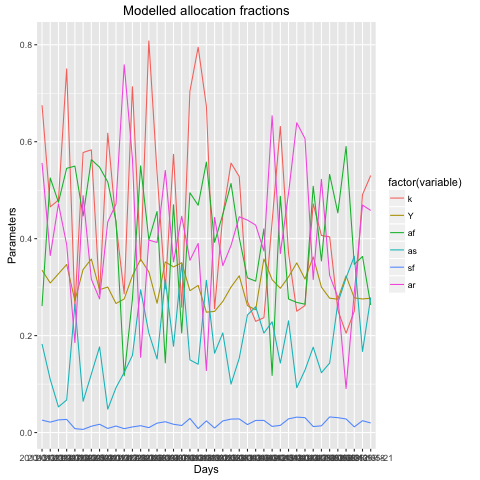 Modelled allocation fractions
Parameters
0.8
0.6
0.4
0.2
0.0
Days
factor(variable)
k
Y
af
as
sf
ar